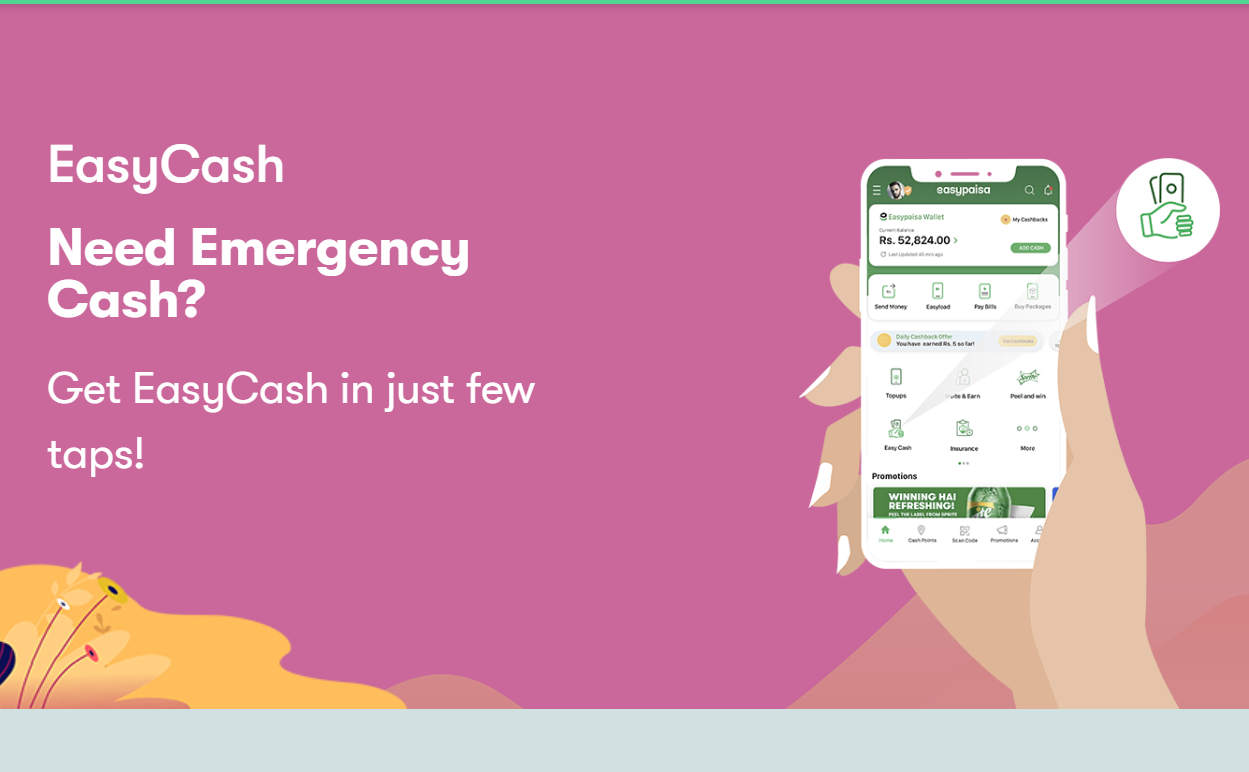 EasyCash
Need Emergency
Cash?
Get EasyCash in just few
taps!
easypaisa
Easypaisa Wallet
My Cashbacks
Current Balance
Rs. 52,824.00
ADD CASH
Last Updated 45 min ago
Rs
Send Money
Easyload
Pay Bills
Buy Packages
Daily Cashback Offer
You have earned Rs. 5 so far!
Topups
& Earn
Sprite
Peel and win
Easy Cash
Insurance
More
Promotions
WINNING HAI
REFRESHING!
PEEL THE LABEL FROM SPRITE
Home
Cash Points
Scan Code
Promotions